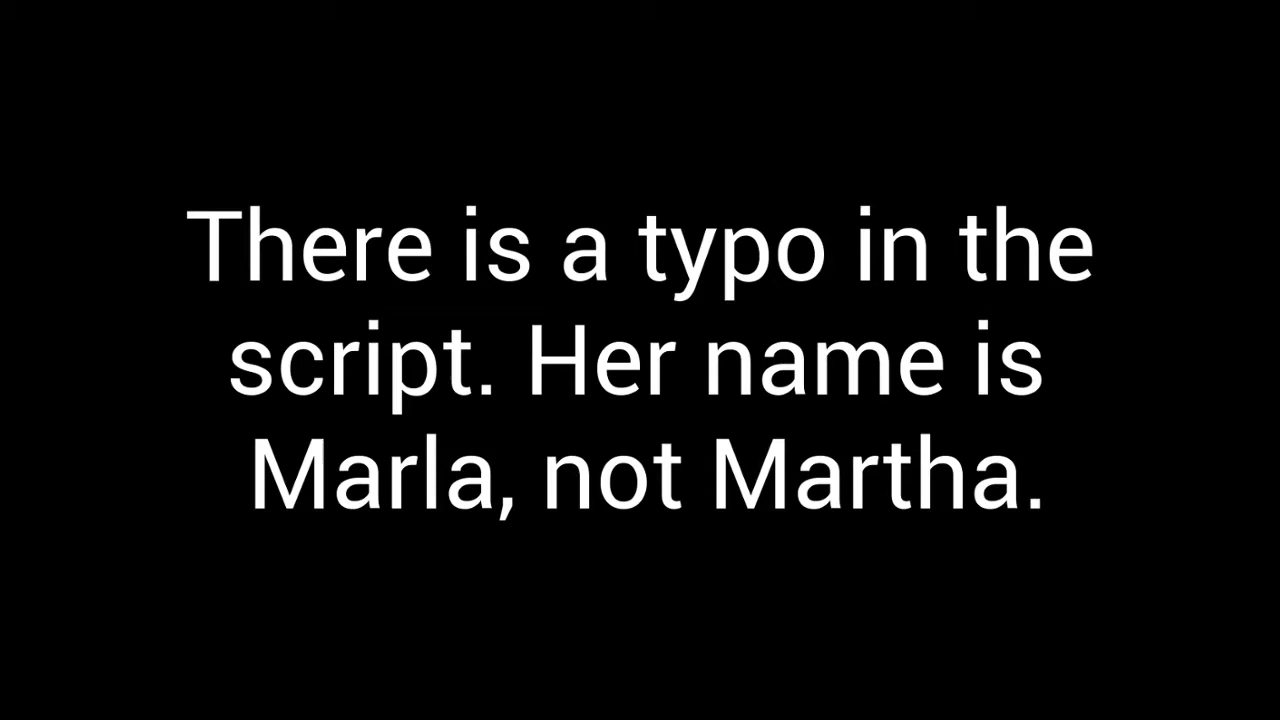 There is a typo in the
script. Her name is
Marla, not Martha.